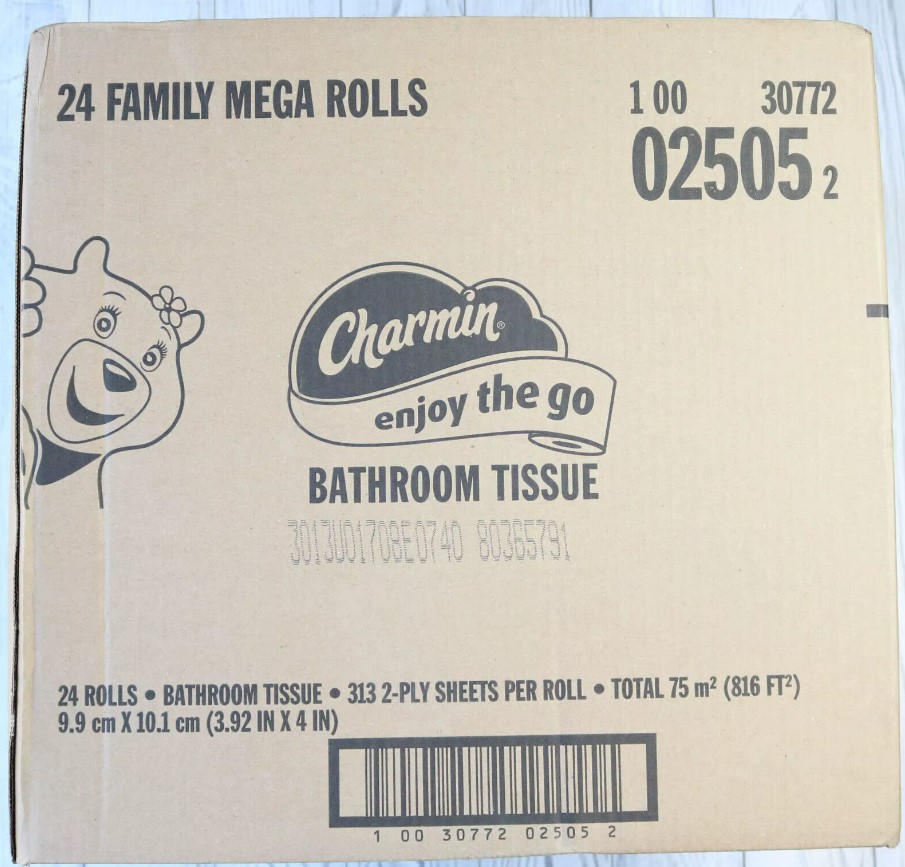 24 FAMILY MEGA ROLLS
1 00 30772
02505 2
Charmin®
enjoy the go
BATHROOM TISSUE
3013U01708E0740 80365791
24 ROLLS • BATHROOM TISSUE • 313 2-PLY SHEETS PER ROLL • TOTAL 75 m² (816 FT²)
9.9 cm X 10.1 cm (3.92 IN X 4 IN)
1 00 30772 02505 2